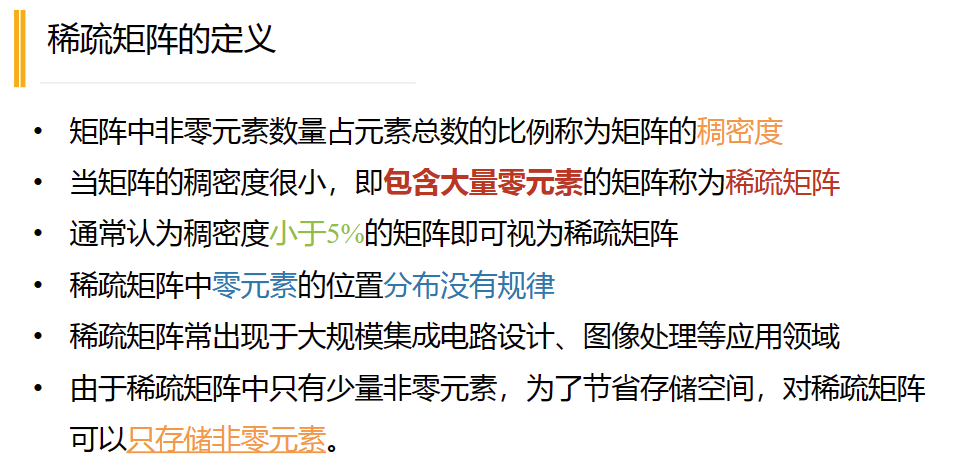 稀疏矩阵的定义
• 矩阵中非零元素数量占元素总数的比例称为矩阵的稠密度
• 当矩阵的稠密度很小，即包含大量零元素的矩阵称为稀疏矩阵
• 通常认为稠密度小于5%的矩阵即可视为稀疏矩阵
• 稀疏矩阵中零元素的位置分布没有规律
• 稀疏矩阵常出现于大规模集成电路设计、图像处理等应用领域
• 由于稀疏矩阵中只有少量非零元素，为了节省存储空间，对稀疏矩阵
可以只存储非零元素。